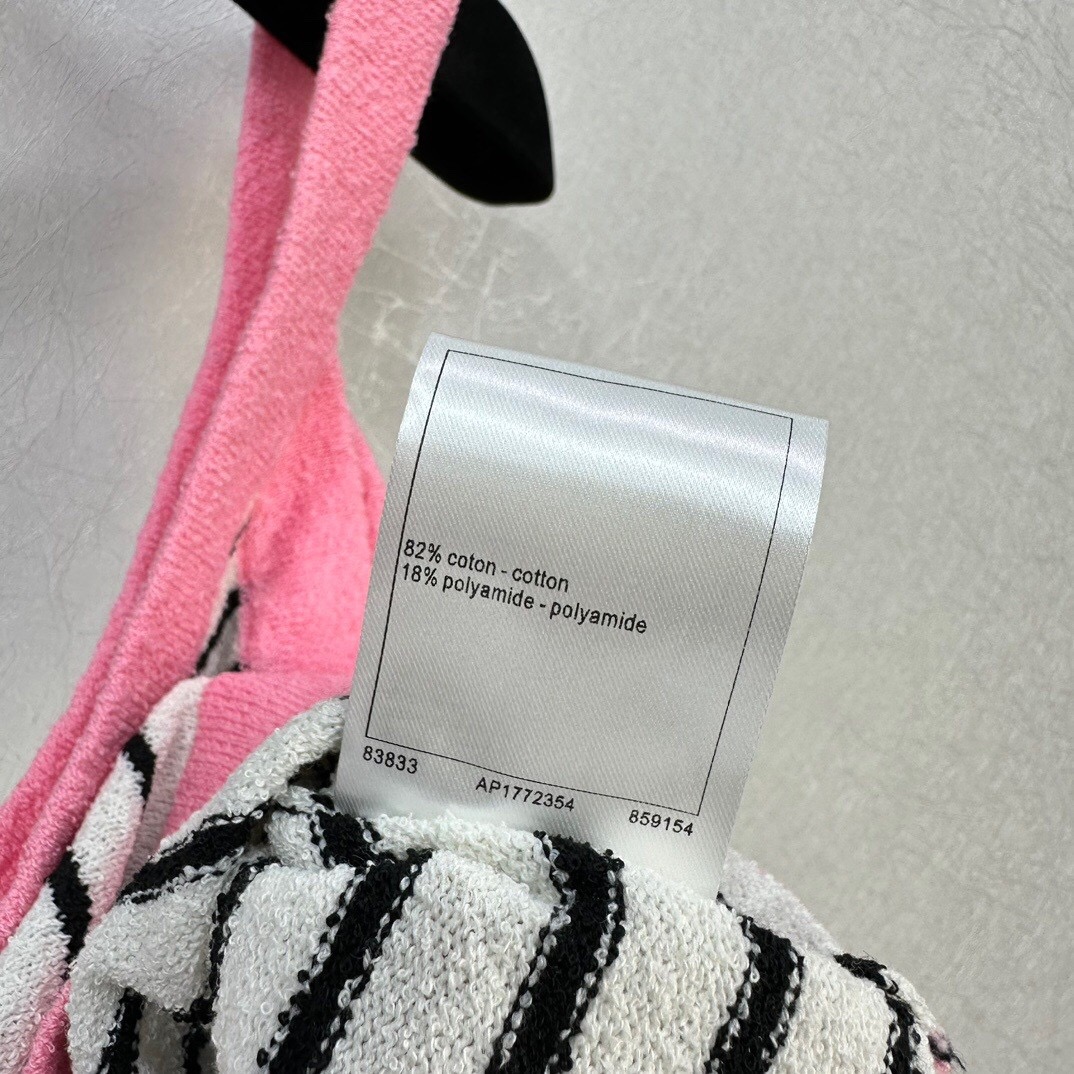 82% coton - cotton
18% polyamide - polyamide
83833
AP1772354
859154